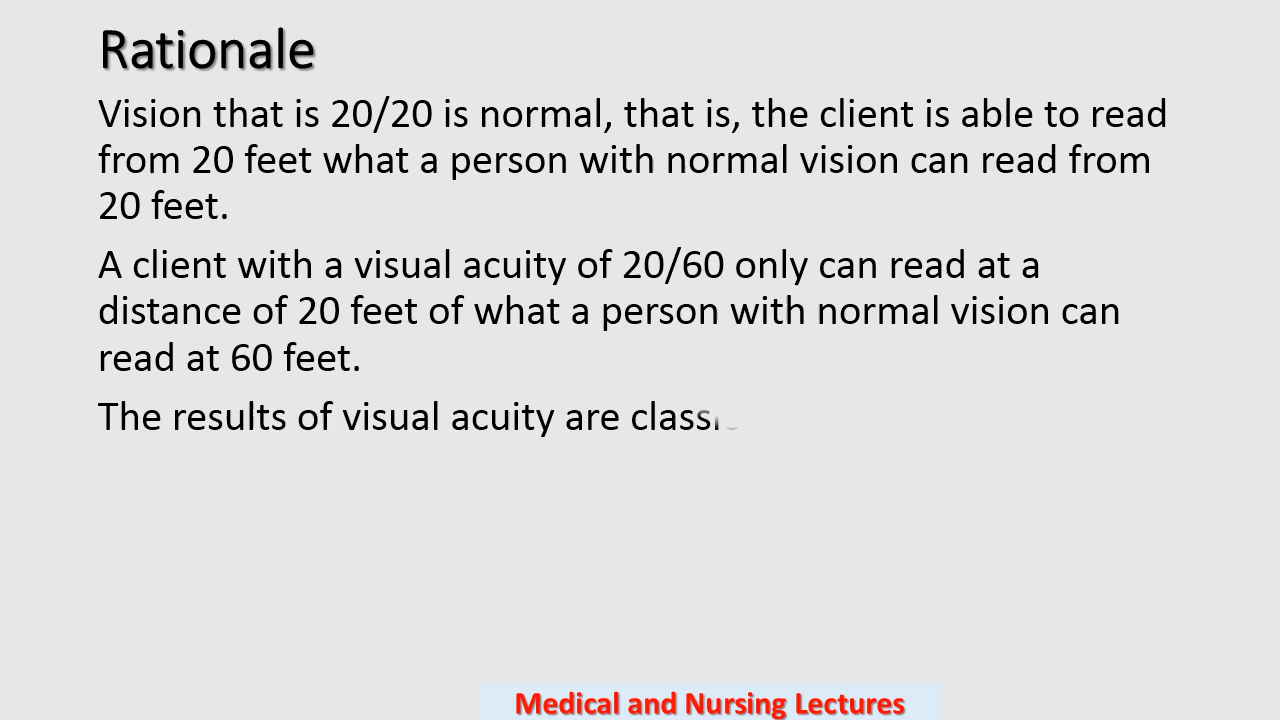 Rationale
Vision that is 20/20 is normal, that is, the client is able to read
from 20 feet what a person with normal vision can read from
20 feet.
A client with a visual acuity of 20/60 only can read at a
distance of 20 feet of what a person with normal vision can
read at 60 feet.
The results of visual acuity are
Medical and Nursing Lectures